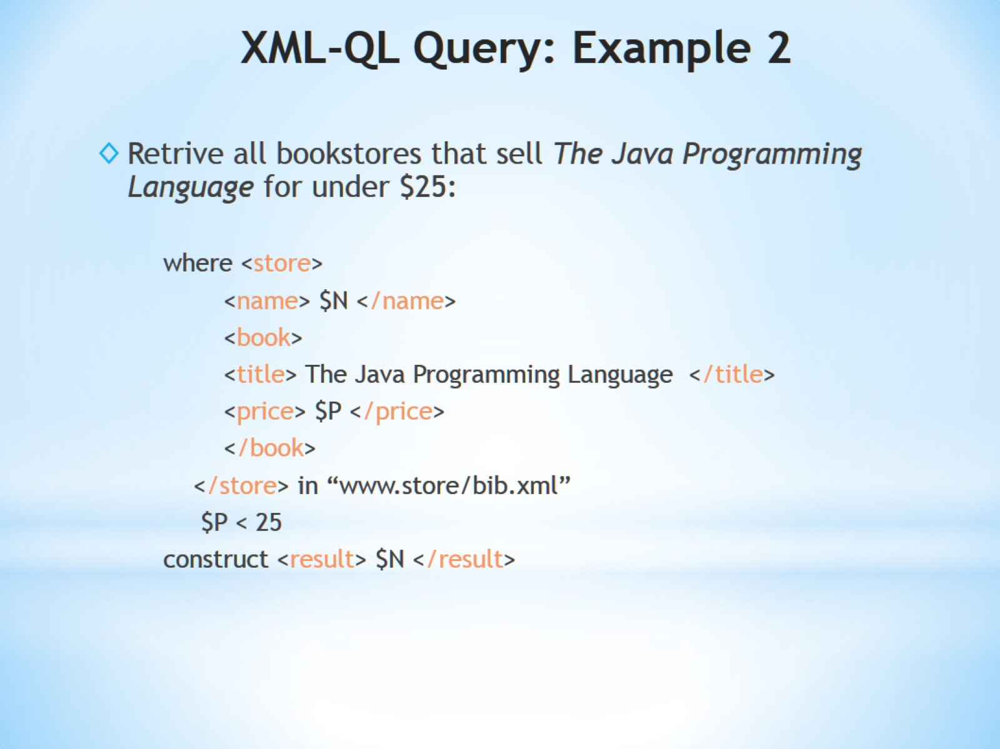 XML-QL Query: Example 2
◇ Retrive all bookstores that sell The Java Programming
Language for under $25:
where <store>
<name> $N </name>
<book>
<title> The Java Programming Language </title>
<price> $P </price>
</book>
</store> in “www.store/bib.xml”
$P < 25
construct <result> $N </result>